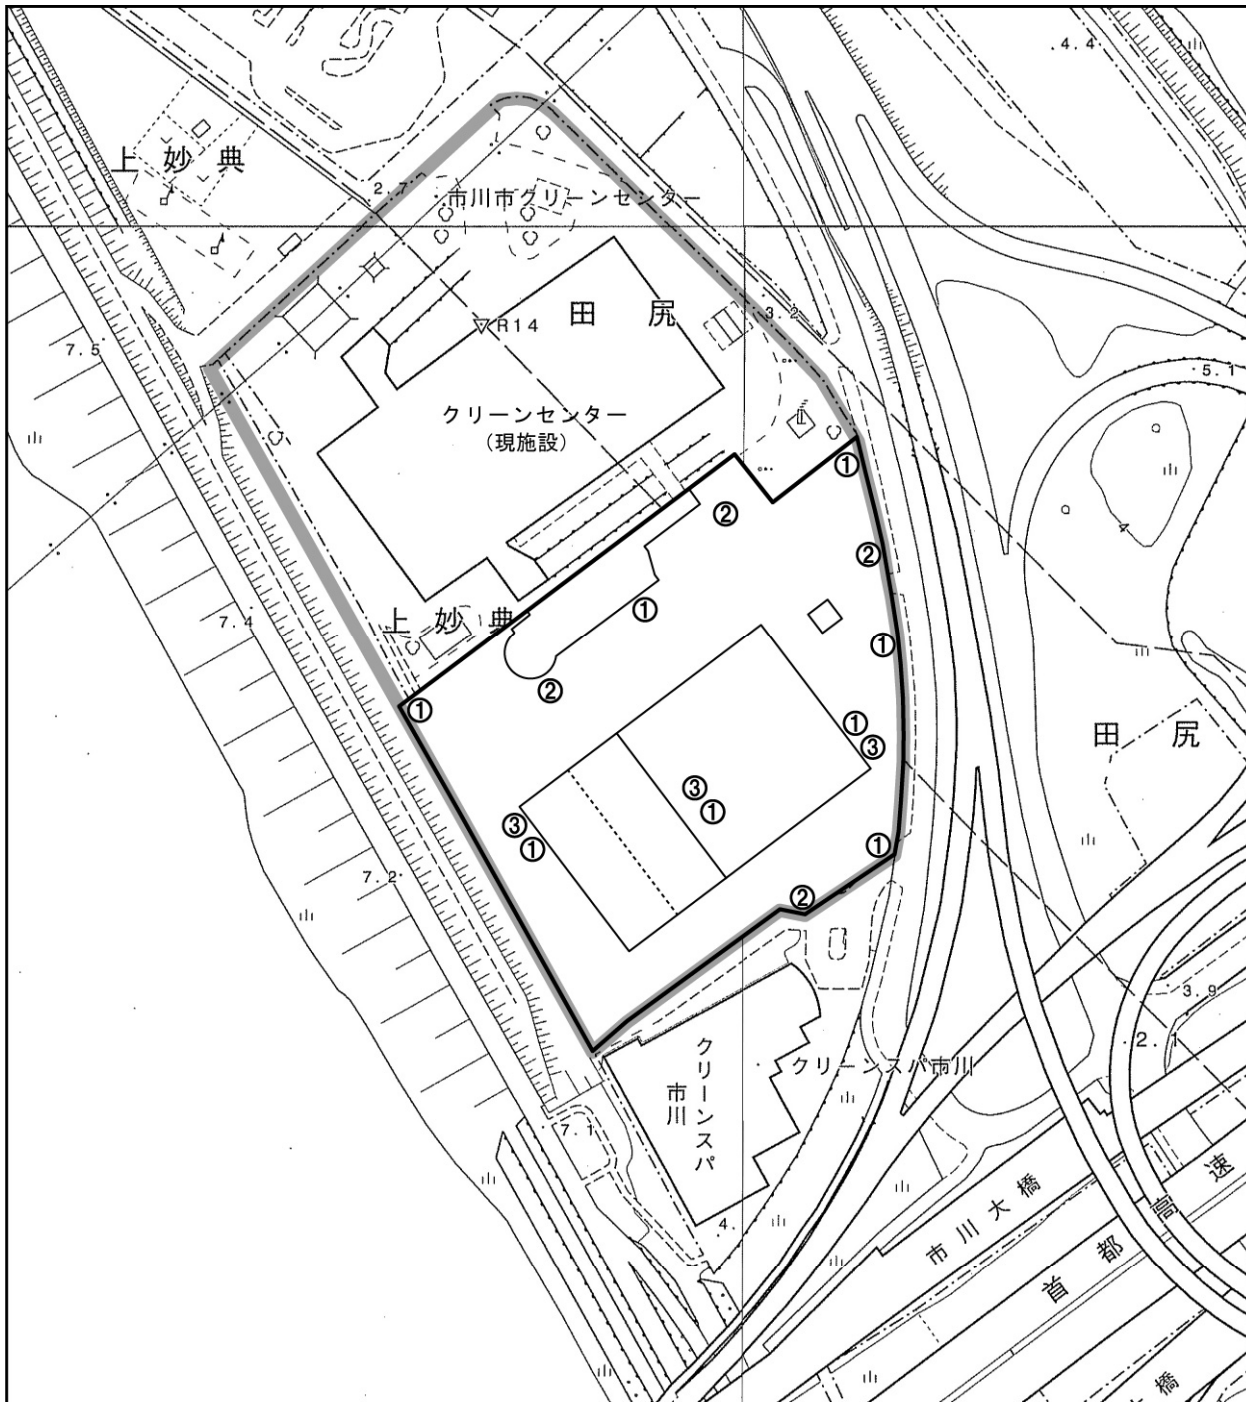 4.4
上妙典
2.7
市川市クリーンセンター
田尻
3.2
R14
7.5
5.1
クリーンセンター
(現施設)
①
②
②
7.4
上妙典
①
①
②
①
田尻
①
③
③
①
③
①
①
7.2
②
3.9
2.1
クリーンスパ市川
クリーンスパ
市川
7.1
4.
市川大橋
首都高速
大橋